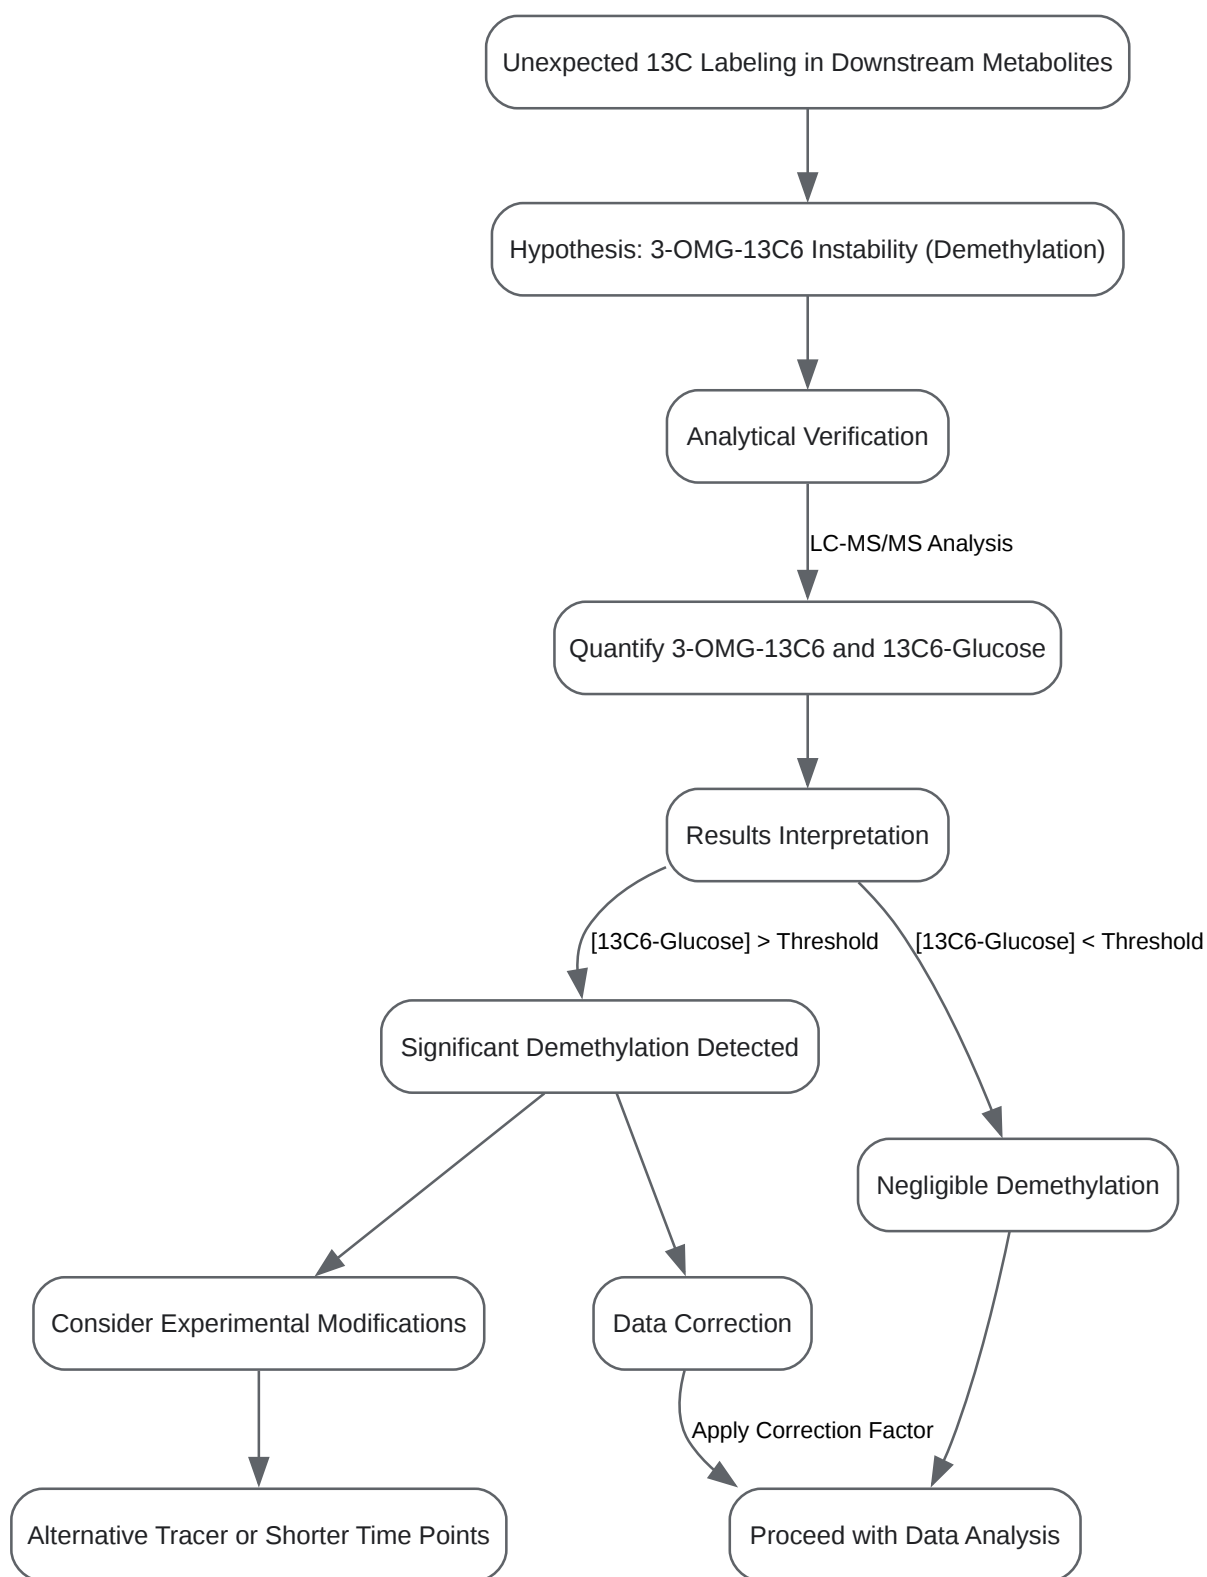 Unexpected 13C Labeling in Downstream Metabolites
Hypothesis: 3-OMG-13C6 Instability (Demethylation)
Analytical Verification
LC-MS/MS Analysis
Quantify 3-OMG-13C6 and 13C6-Glucose
Results Interpretation
[13C6-Glucose] > Threshold
[13C6-Glucose] < Threshold
Significant Demethylation Detected
Negligible Demethylation
Consider Experimental Modifications
Data Correction
Apply Correction Factor
Alternative Tracer or Shorter Time Points
Proceed with Data Analysis